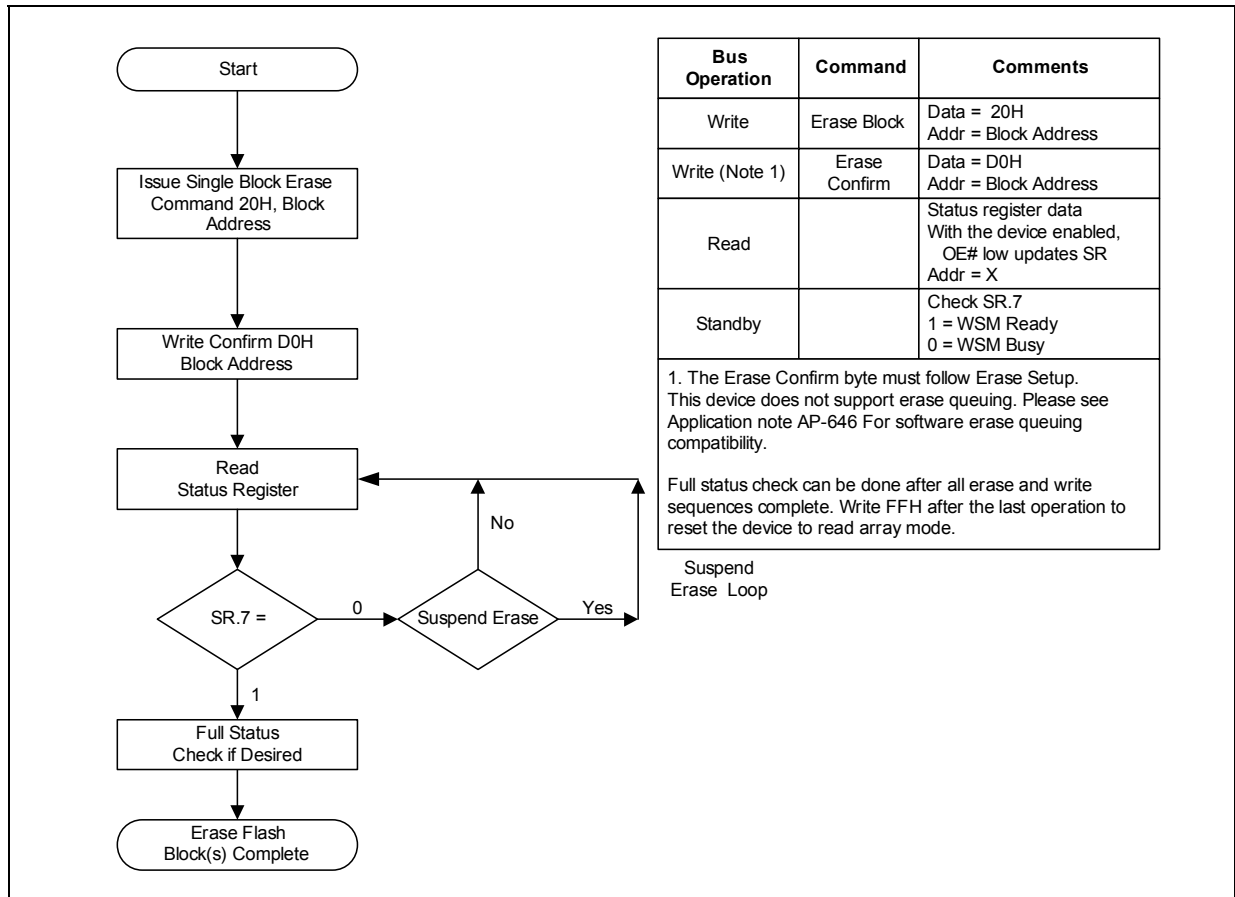 Start
Issue Single Block Erase
Command 20H, Block
Address
Write Confirm D0H
Block Address
Read
Status Register
No
SR.7 =
0
Suspend Erase
Yes
Suspend
Erase Loop
1
Full Status
Check if Desired
Erase Flash
Block(s) Complete
Bus
Operation
Command
Comments
Write
Erase Block
Data = 20H
Addr = Block Address
Write (Note 1)
Erase
Confirm
Data = D0H
Addr = Block Address
Read
Status register data
With the device enabled,
OE# low updates SR
Addr = X
Standby
Check SR.7
1 = WSM Ready
0 = WSM Busy
1. The Erase Confirm byte must follow Erase Setup.
This device does not support erase queuing. Please see
Application note AP-646 For software erase queuing
compatibility.
Full status check can be done after all erase and write
sequences complete. Write FFH after the last operation to
reset the device to read array mode.